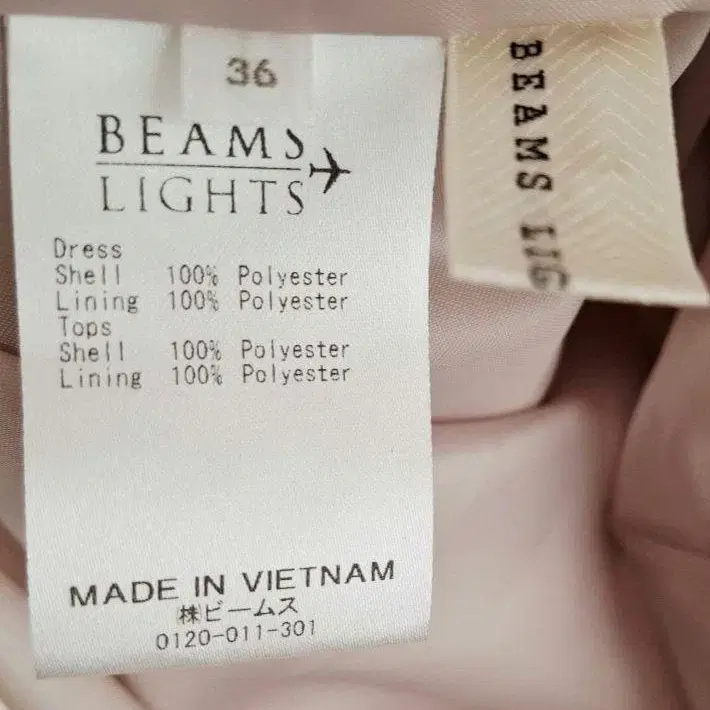 36
BEAMS
LIGHTS
Dress
Shell 100% Polyester
Lining 100% Polyester
Tops
Shell 100% Polyester
Lining 100% Polyester
MADE IN VIETNAM
㈱ビームス
0120-011-301
BEAMS LIG